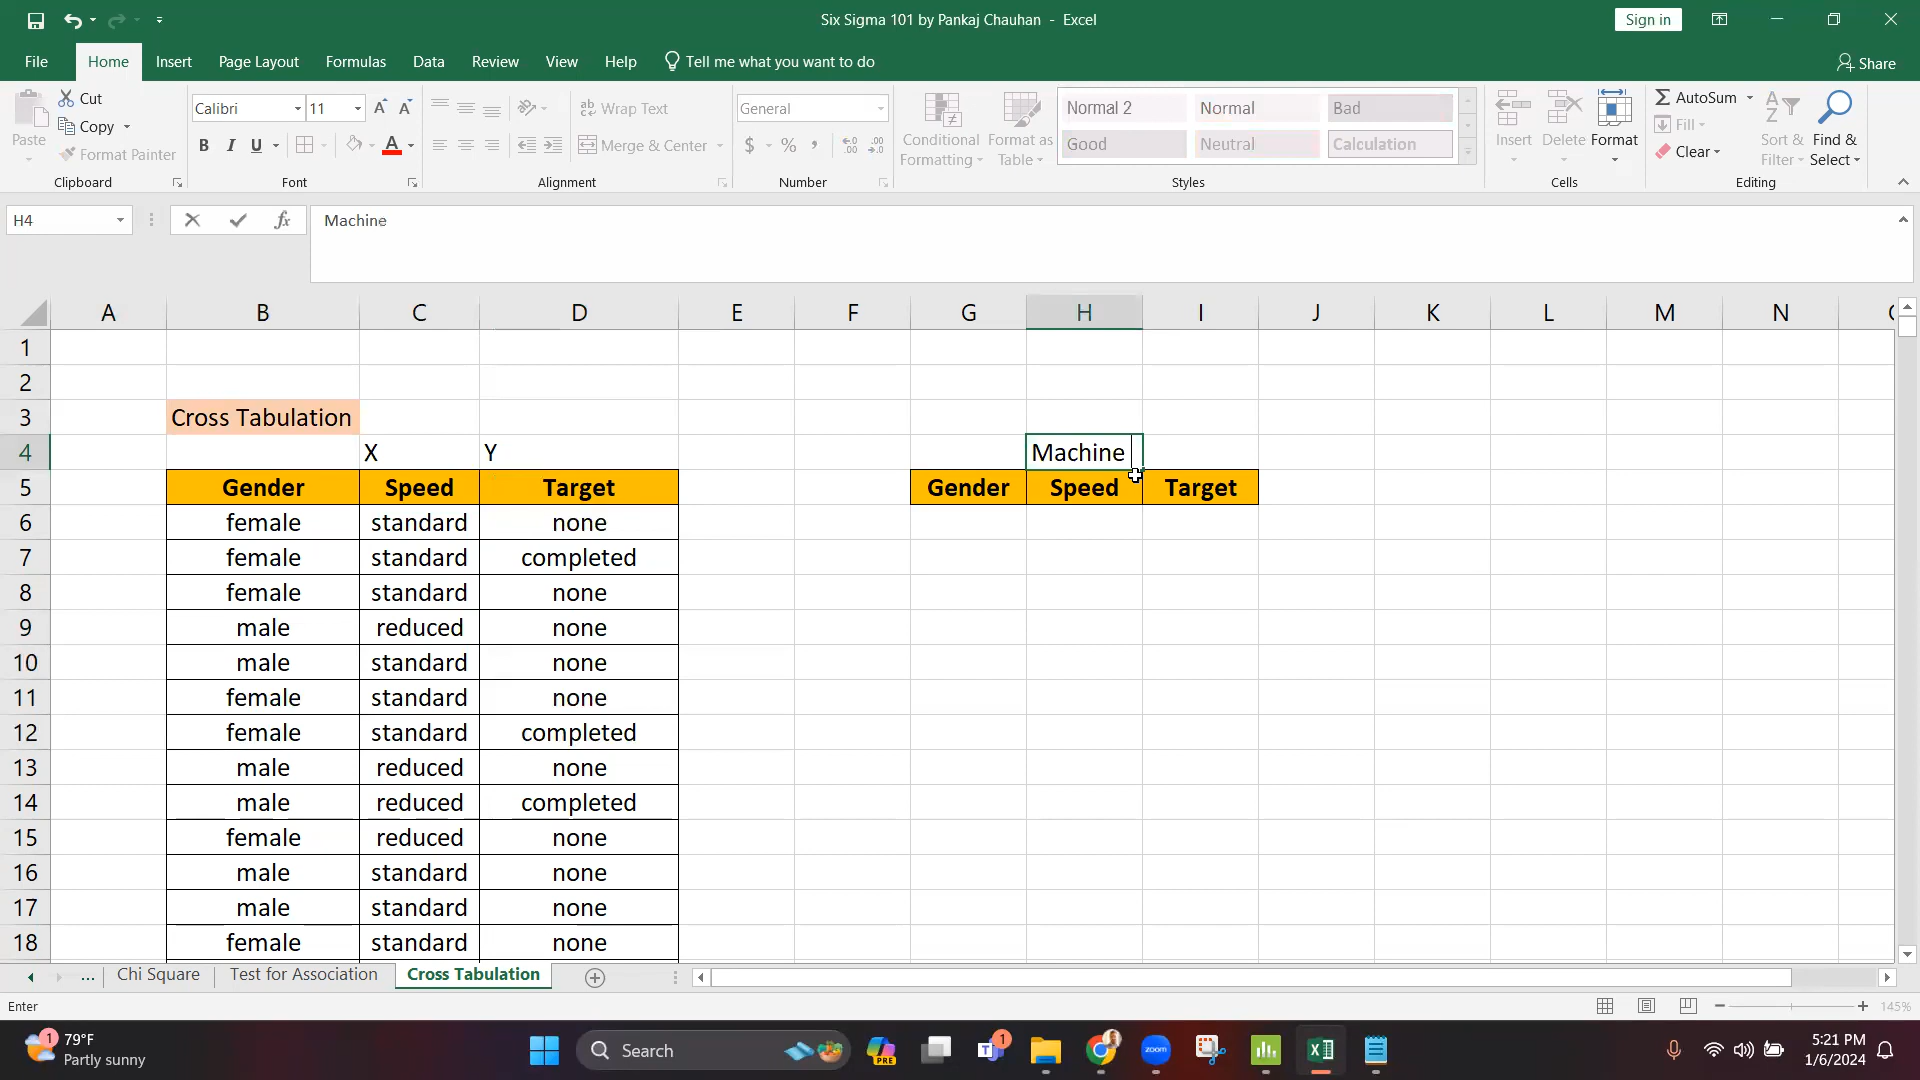 Six Sigma 101 by Pankaj Chauhan - Excel
Sign in
File Home Insert Page Layout Formulas Data Review View Help Tell me what you want to do
Share
Paste
Cut
Copy
Format Painter
Clipboard
Calibri 11
B I U
Font
Wrap Text
Merge & Center
Alignment
General
$ % ,
Number
Conditional Formatting
Format as Table
Normal 2 Normal Bad
Good Neutral Calculation
Styles
Insert Delete Format
Cells
AutoSum
Fill
Clear
Sort & Filter
Find & Select
Editing
H4
fx
Machine
A B C D E F G H I J K L M N
1
2
3 Cross Tabulation
4 X Y Machine
5 Gender Speed Target Gender Speed Target
6 female standard none
7 female standard completed
8 female standard none
9 male reduced none
10 male standard none
11 female standard none
12 female standard completed
13 male reduced none
14 male reduced completed
15 female reduced none
16 male standard none
17 male standard none
18 female standard none
... Chi Square Test for Association Cross Tabulation
Enter
145%
1
79°F
Partly sunny
Search
PRE
1
zoom
5:21 PM
1/6/2024